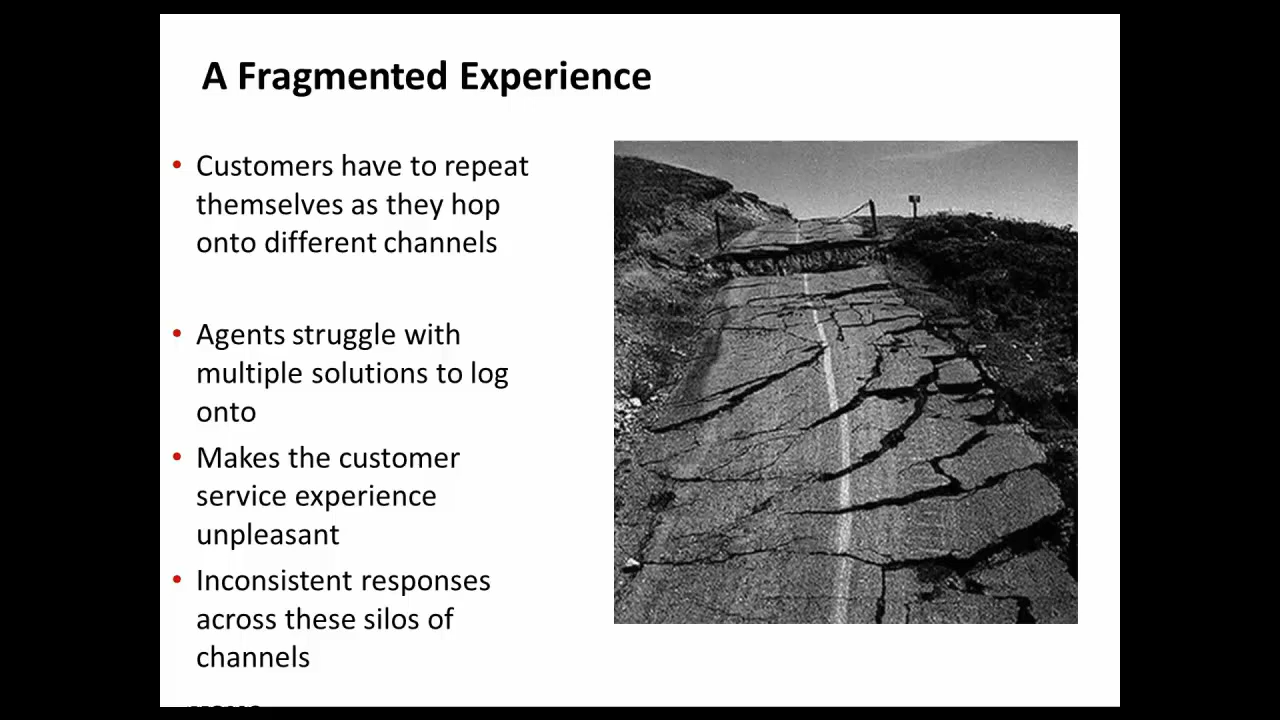 A Fragmented Experience
• Customers have to repeat
themselves as they hop
onto different channels
• Agents struggle with
multiple solutions to log
onto
• Makes the customer
service experience
unpleasant
• Inconsistent responses
across these silos of
channels